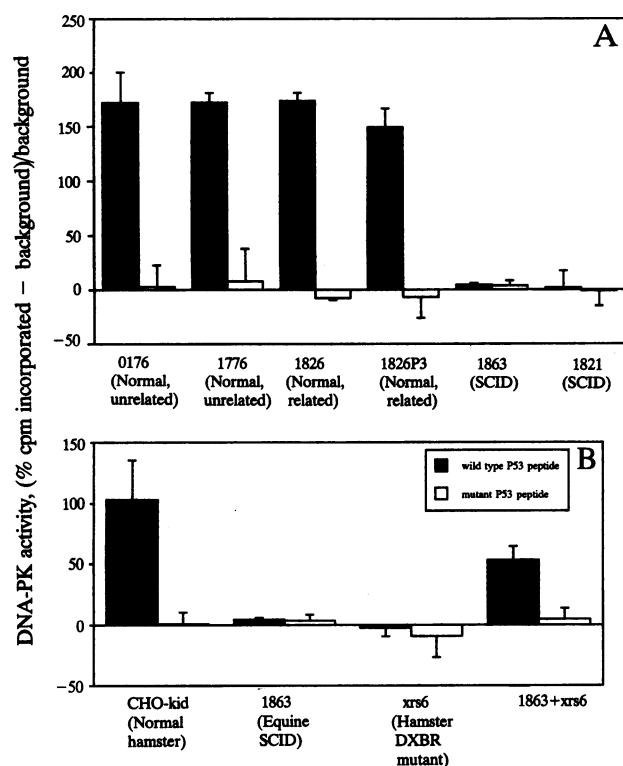 DNA-PK activity, (% cpm incorporated – background)/background
A
250
200
150
100
50
0
−50
0176
(Normal,
unrelated)
1776
(Normal,
unrelated)
1826
(Normal,
related)
1826P3
(Normal,
related)
1863
(SCID)
1821
(SCID)
B
150
100
50
0
−50
wild type P53 peptide
mutant P53 peptide
CHO-kid
(Normal
hamster)
1863
(Equine
SCID)
xrs6
(Hamster
DXBR
mutant)
1863+xrs6